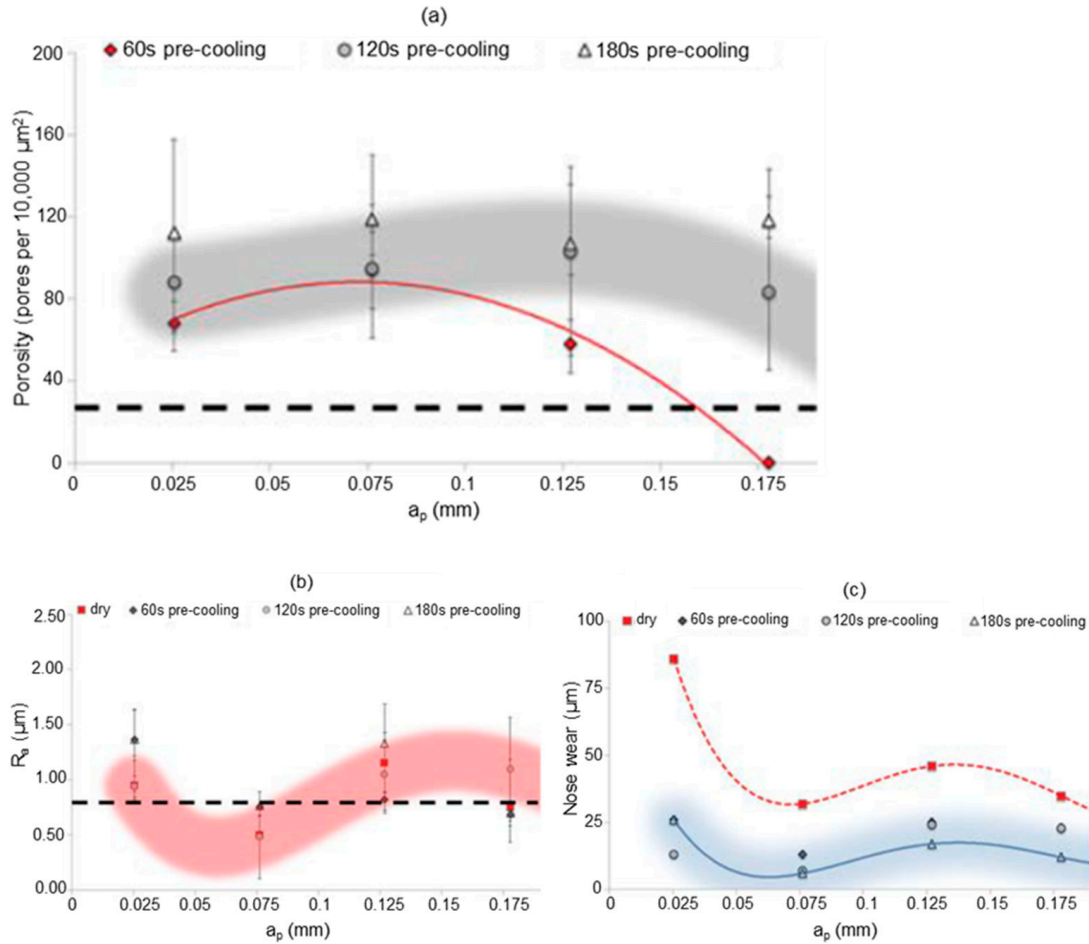 (a)
60s pre-cooling 120s pre-cooling 180s pre-cooling
Porosity (pores per 10,000 µm²)
200
160
120
80
40
0
0 0.025 0.05 0.075 0.1 0.125 0.15 0.175
aₚ (mm)
(b)
dry 60s pre-cooling 120s pre-cooling 180s pre-cooling
Rₐ (µm)
2.50
2.00
1.50
1.00
0.50
0.00
0 0.025 0.05 0.075 0.1 0.125 0.15 0.175
aₚ (mm)
(c)
dry 60s pre-cooling 120s pre-cooling 180s pre-cooling
Nose wear (µm)
100
75
50
25
0
0 0.025 0.05 0.075 0.1 0.125 0.15 0.175
aₚ (mm)